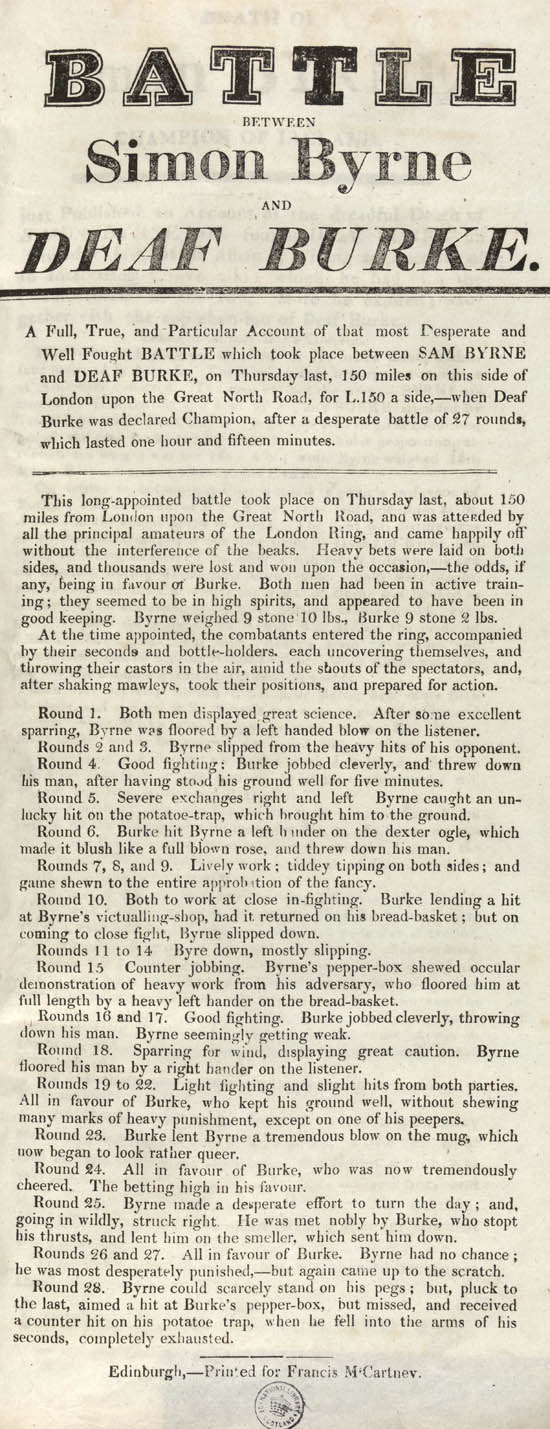 BATTLE
BETWEEN
Simon Byrne
AND
DEAF BURKE.
A Full, True, and Particular Account of that most Desperate and
Well Fought BATTLE which took place between SAM BYRNE
and DEAF BURKE, on Thursday last, 150 miles on this side of
London upon the Great North Road, for L.150 a side,—when Deaf
Burke was declared Champion, after a desperate battle of 27 rounds,
which lasted one hour and fifteen minutes.
This long-appointed battle took place on Thursday last, about 150
miles from London upon the Great North Road, and was attended by
all the principal amateurs of the London Ring, and came happily off
without the interference of the beaks. Heavy bets were laid on both
sides, and thousands were lost and won upon the occasion,—the odds, if
any, being in favour of Burke. Both men had been in active train-
ing; they seemed to be in high spirits, and appeared to have been in
good keeping. Byrne weighed 9 stone 10 lbs., Burke 9 stone 2 lbs.
At the time appointed, the combatants entered the ring, accompanied
by their seconds and bottle-holders. each uncovering themselves, and
throwing their castors in the air, amid the shouts of the spectators, and,
after shaking mawleys, took their positions, and prepared for action.
Round 1. Both men displayed great science. After some excellent
sparring, Byrne was floored by a left handed blow on the listener.
Rounds 2 and 3. Byrne slipped from the heavy hits of his opponent.
Round 4. Good fighting; Burke jobbed cleverly, and threw down
his man, after having stood his ground well for five minutes.
Round 5. Severe exchanges right and left Byrne caught an un-
lucky hit on the potatoe-trap, which brought him to the ground.
Round 6. Burke hit Byrne a left hander on the dexter ogle, which
made it blush like a full blown rose, and threw down his man.
Rounds 7, 8, and 9. Lively work; tiddey tipping on both sides; and
game shewn to the entire approbation of the fancy.
Round 10. Both to work at close in-fighting. Burke lending a hit
at Byrne's victualling-shop, had it returned on his bread-basket; but on
coming to close fight, Byrne slipped down.
Rounds 11 to 14 Byre down, mostly slipping.
Round 15 Counter jobbing. Byrne's pepper-box shewed occular
demonstration of heavy work from his adversary, who floored him at
full length by a heavy left hander on the bread-basket.
Rounds 16 and 17. Good fighting. Burke jobbed cleverly, throwing
down his man. Byrne seemingly getting weak.
Round 18. Sparring for wind, displaying great caution. Byrne
floored his man by a right hander on the listener.
Rounds 19 to 22. Light fighting and slight hits from both parties.
All in favour of Burke, who kept his ground well, without shewing
many marks of heavy punishment, except on one of his peepers.
Round 23. Burke lent Byrne a tremendous blow on the mug, which
now began to look rather queer.
Round 24. All in favour of Burke, who was now tremendously
cheered. The betting high in his favour.
Round 25. Byrne made a desperate effort to turn the day; and,
going in wildly, struck right. He was met nobly by Burke, who stopt
his thrusts, and lent him on the smeller, which sent him down.
Rounds 26 and 27. All in favour of Burke. Byrne had no chance;
he was most desperately punished,—but again came up to the scratch.
Round 28. Byrne could scarcely stand on his pegs; but, pluck to
the last, aimed a hit at Burke's pepper-box, but missed, and received
a counter hit on his potatoe trap, when he fell into the arms of his
seconds, completely exhausted.
Edinburgh,—Printed for Francis M'Cartney.
NATIONAL LIBRARY
SCOTLAND